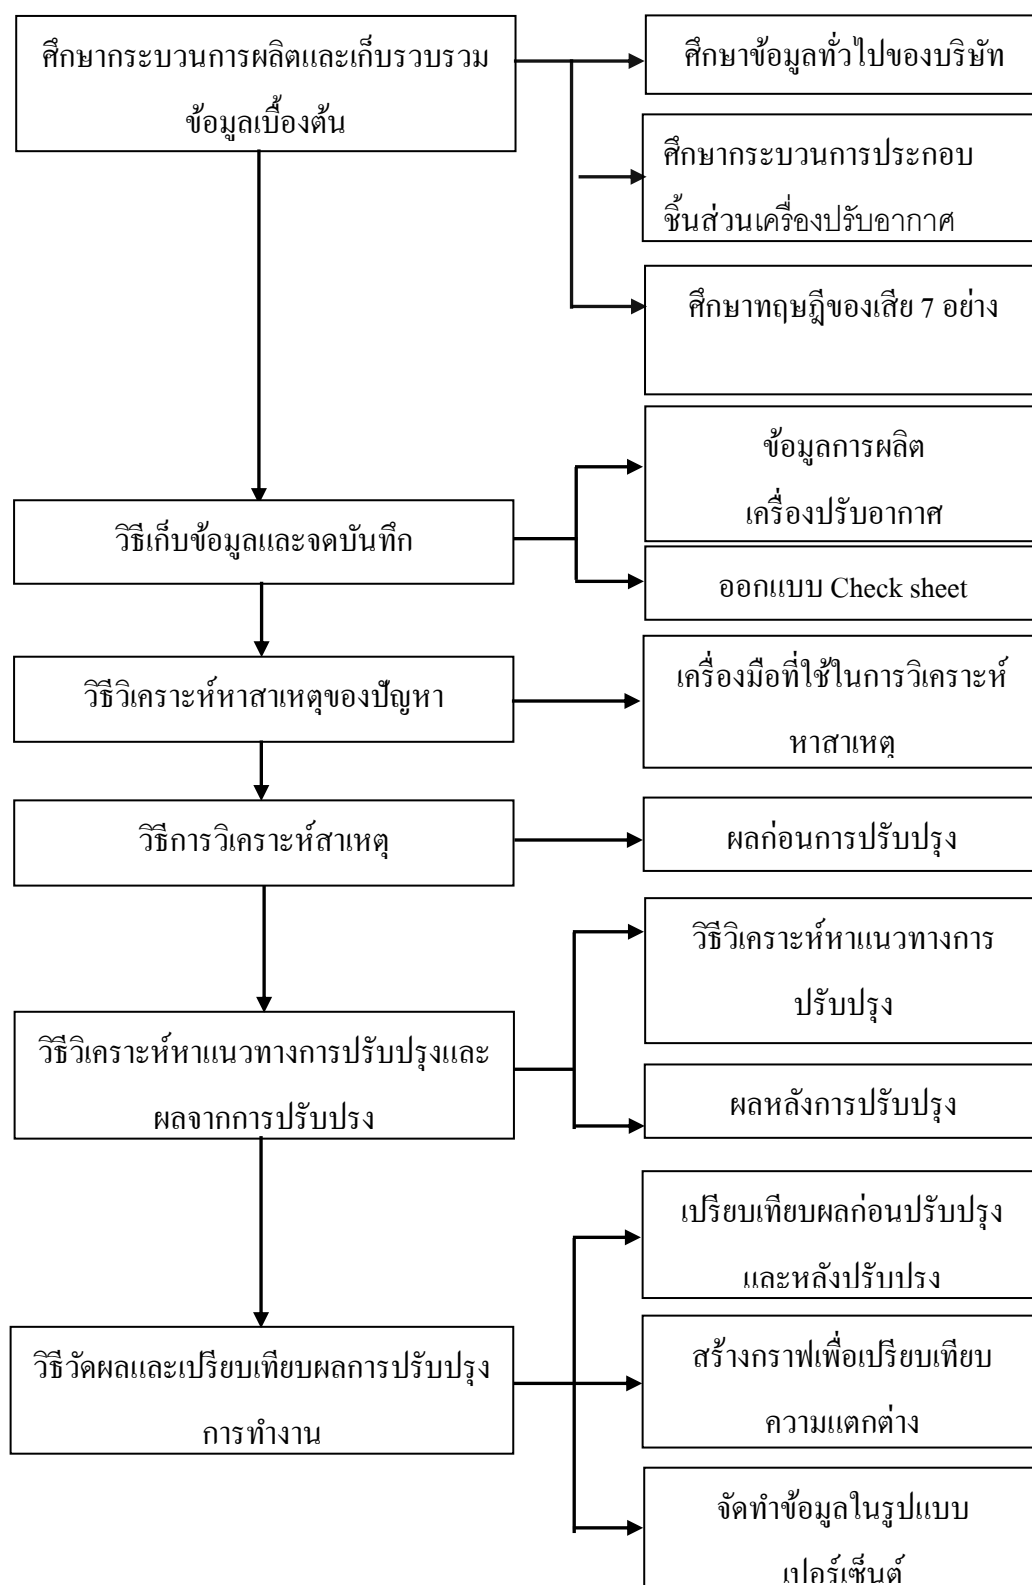 ศึกษากระบวนการผลิตและเก็บรวบรวม
ข้อมูลเบื้องต้น
ศึกษาข้อมูลทั่วไปของบริษัท
ศึกษากระบวนการประกอบ
ชิ้นส่วนเครื่องปรับอากาศ
ศึกษาทฤษฎีของเสีย 7 อย่าง
วิธีเก็บข้อมูลและจดบันทึก
ข้อมูลการผลิต
เครื่องปรับอากาศ
ออกแบบ Check sheet
วิธีวิเคราะห์หาสาเหตุของปัญหา
เครื่องมือที่ใช้ในการวิเคราะห์
หาสาเหตุ
วิธีการวิเคราะห์สาเหตุ
ผลก่อนการปรับปรุง
วิธีวิเคราะห์หาแนวทางการปรับปรุงและ
ผลจากการปรับปรง
วิธีวิเคราะห์หาแนวทางการ
ปรับปรุง
ผลหลังการปรับปรุง
วิธีวัดผลและเปรียบเทียบผลการปรับปรุง
การทำงาน
เปรียบเทียบผลก่อนปรับปรุง
และหลังปรับปรง
สร้างกราฟเพื่อเปรียบเทียบ
ความแตกต่าง
จัดทำข้อมูลในรูปแบบ
เปอร์เซ็นต์